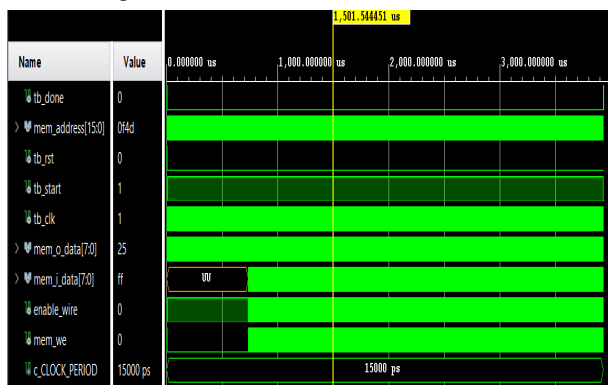 1,501.544451 us
Name Value 0.000000 us 1,000.000000 us 2,000.000000 us 3,000.000000 us
tb_done 0
mem_address[15:0] 0f4d
tb_rst 0
tb_start 1
tb_clk 1
mem_o_data[7:0] 25
mem_i_data[7:0] ff UU
enable_wire 0
mem_we 0
c_CLOCK_PERIOD 15000 ps 15000 ps